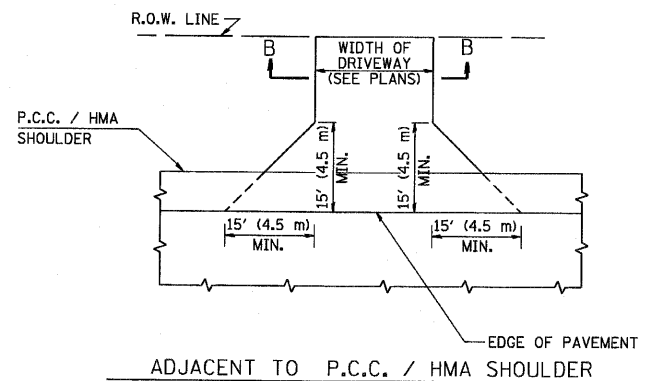 R.O.W. LINE
B
WIDTH OF
DRIVEWAY
(SEE PLANS)
B
P.C.C. / HMA
SHOULDER
15' (4.5 m)
MIN.
15' (4.5 m)
MIN.
15' (4.5 m)
MIN.
15' (4.5 m)
MIN.
EDGE OF PAVEMENT
ADJACENT TO P.C.C. / HMA SHOULDER